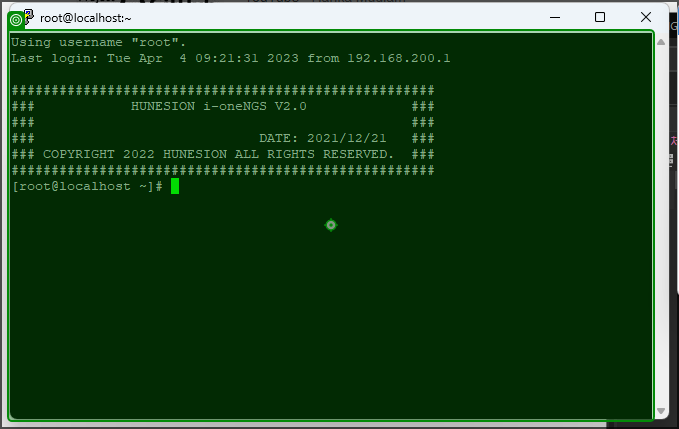 root@localhost:~
Using username "root".
Last login: Tue Apr  4 09:21:31 2023 from 192.168.200.1
#####################################################
###            HUNESION i-oneNGS V2.0             ###
###                                               ###
###                            DATE: 2021/12/21   ###
### COPYRIGHT 2022 HUNESION ALL RIGHTS RESERVED.  ###
#####################################################
[root@localhost ~]#